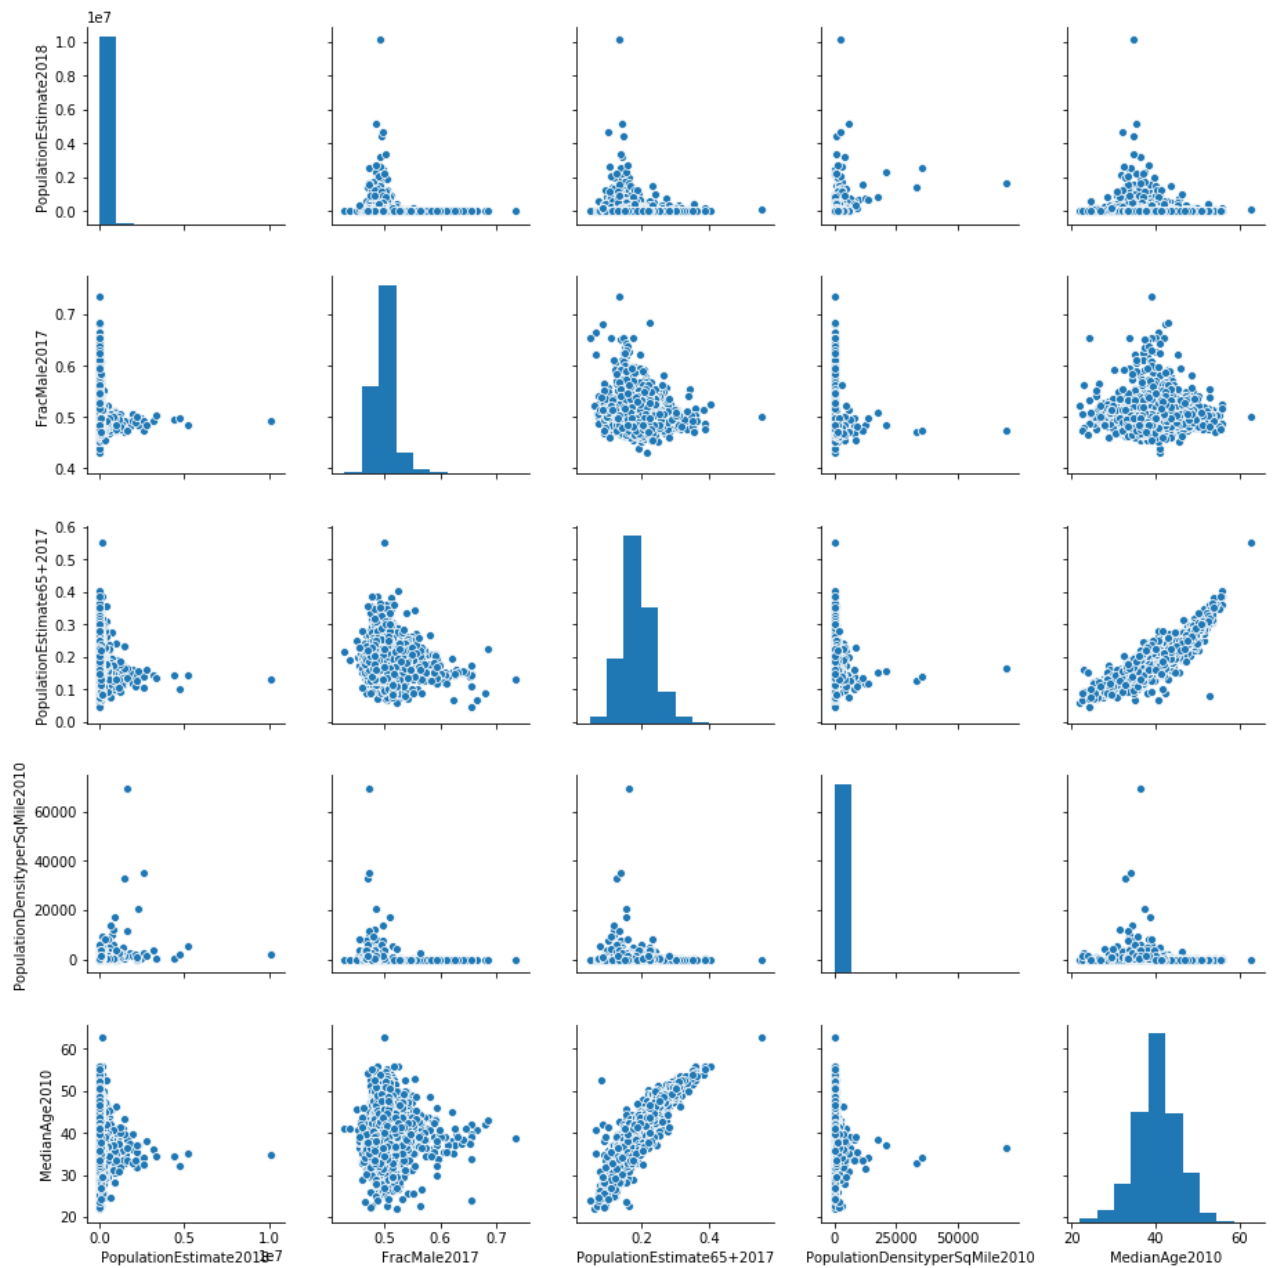 1e7
1.0
0.8
0.6
0.4
0.2
0.0
PopulationEstimate2018
0.7
0.6
0.5
0.4
FracMale2017
0.6
0.5
0.4
0.3
0.2
0.1
0.0
PopulationEstimate65+2017
60000
40000
20000
0
PopulationDensityperSqMile2010
60
50
40
30
20
MedianAge2010
0.0 0.5 1.0
PopulationEstimate2018
1e7
0.4 0.5 0.6 0.7
FracMale2017
0.2 0.4
PopulationEstimate65+2017
0 25000 50000
PopulationDensityperSqMile2010
20 40 60
MedianAge2010